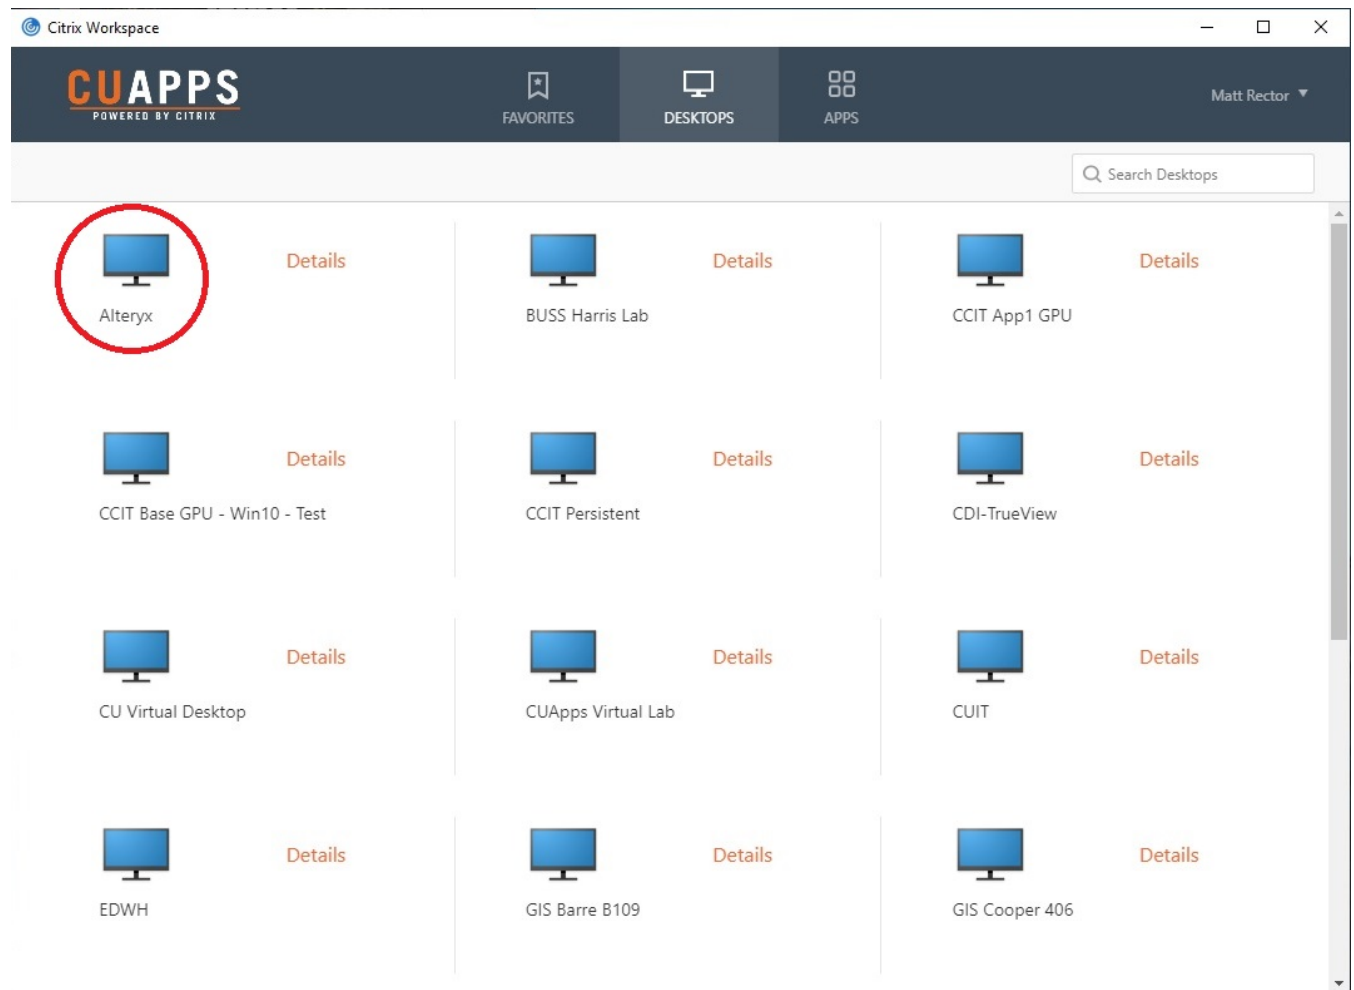 Citrix Workspace
CUAPPS
POWERED BY CITRIX
FAVORITES
DESKTOPS
APPS
Matt Rector
Search Desktops
Details
Alteryx
Details
BUSS Harris Lab
Details
CCIT App1 GPU
Details
CCIT Base GPU - Win10 - Test
Details
CCIT Persistent
Details
CDI-TrueView
Details
CU Virtual Desktop
Details
CUApps Virtual Lab
Details
CUIT
Details
EDWH
Details
GIS Barre B109
Details
GIS Cooper 406